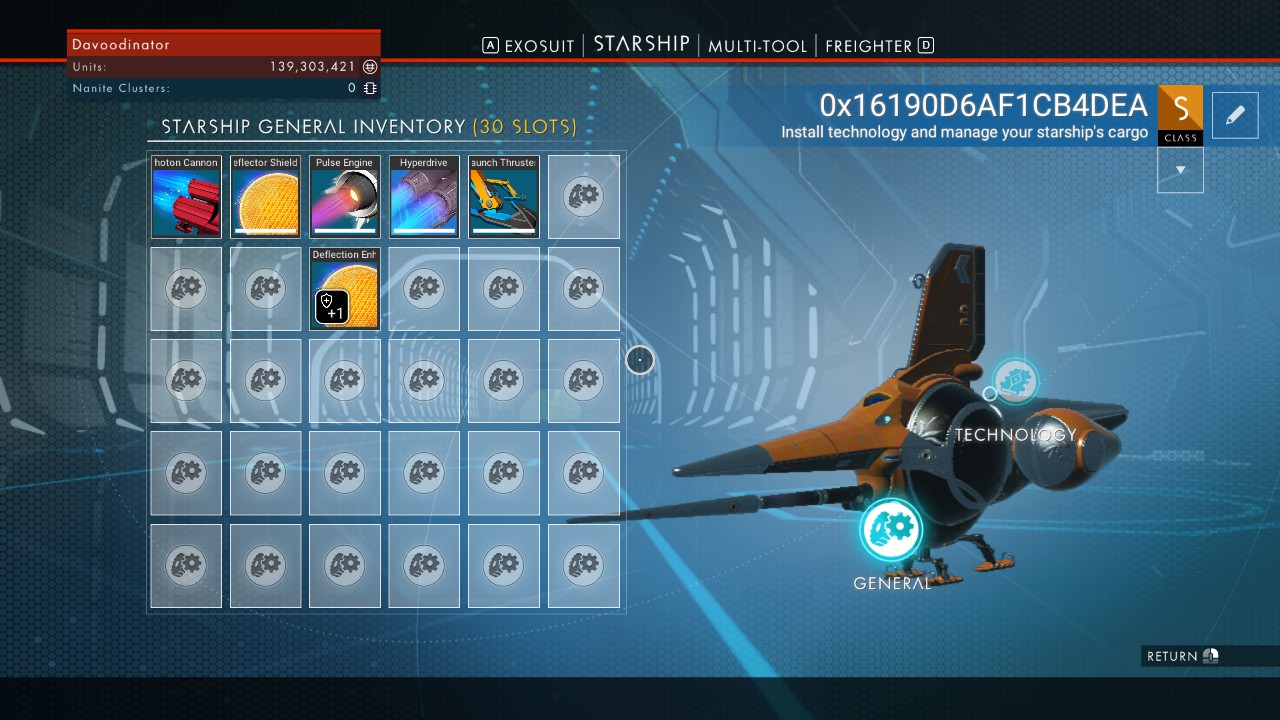 Davoodinator
Units: 139,303,421
Nanite Clusters: 0
A EXOSUIT STARSHIP MULTI-TOOL FREIGHTER D
STARSHIP GENERAL INVENTORY (30 SLOTS)
0x16190D6AF1CB4DEA
Install technology and manage your starship's cargo
S
CLASS
hoton Cannon eflector Shield Pulse Engine Hyperdrive aunch Thruster
Deflection Enh
+1
TECHNOLOGY
GENERAL
RETURN